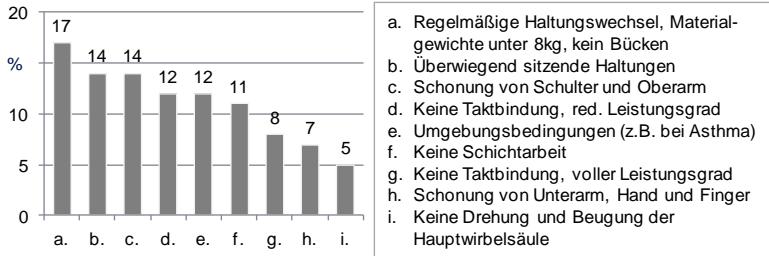 20
%
10
5
0
17
14
14
12
12
11
8
7
5
a. b. c. d. e. f. g. h. i.
a. Regelmäßige Haltungswechsel, Material-
gewichte unter 8kg, kein Bücken
b. Überwiegend sitzende Haltungen
c. Schonung von Schulter und Oberarm
d. Keine Taktbindung, red. Leistungsgrad
e. Umgebungsbedingungen (z.B. bei Asthma)
f. Keine Schichtarbeit
g. Keine Taktbindung, voller Leistungsgrad
h. Schonung von Unterarm, Hand und Finger
i. Keine Drehung und Beugung der
Hauptwirbelsäule